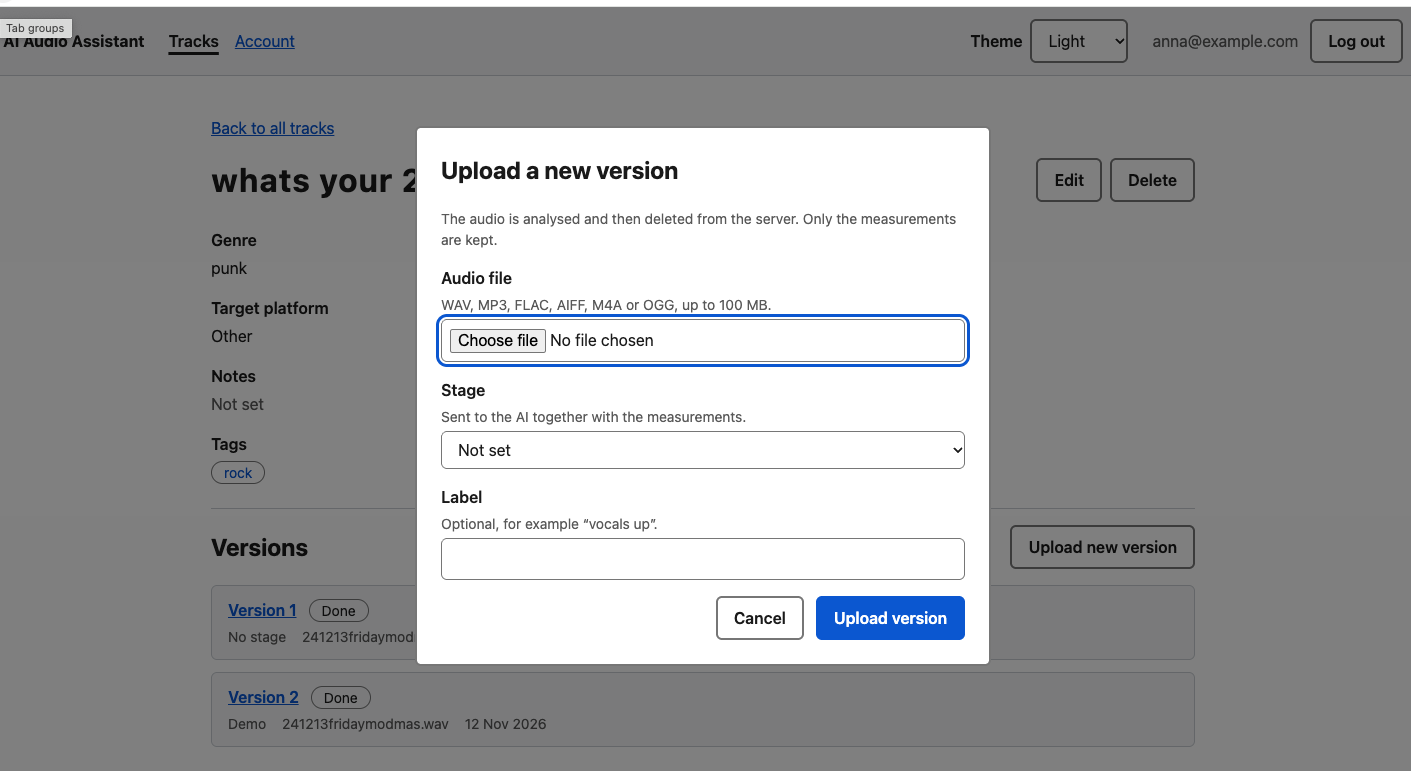 Tab groups
AI Audio Assistant Tracks Account Theme Light anna@example.com Log out
Back to all tracks
whats your
Edit Delete
Genre
punk
Target platform
Other
Notes
Not set
Tags
rock
Versions
Upload new version
Version 1 Done
No stage 241213fridaymod
Version 2 Done
Demo 241213fridaymodmas.wav 12 Nov 2026
Upload a new version
The audio is analysed and then deleted from the server. Only the measurements
are kept.
Audio file
WAV, MP3, FLAC, AIFF, M4A or OGG, up to 100 MB.
Choose file No file chosen
Stage
Sent to the AI together with the measurements.
Not set
Label
Optional, for example “vocals up”.
Cancel Upload version